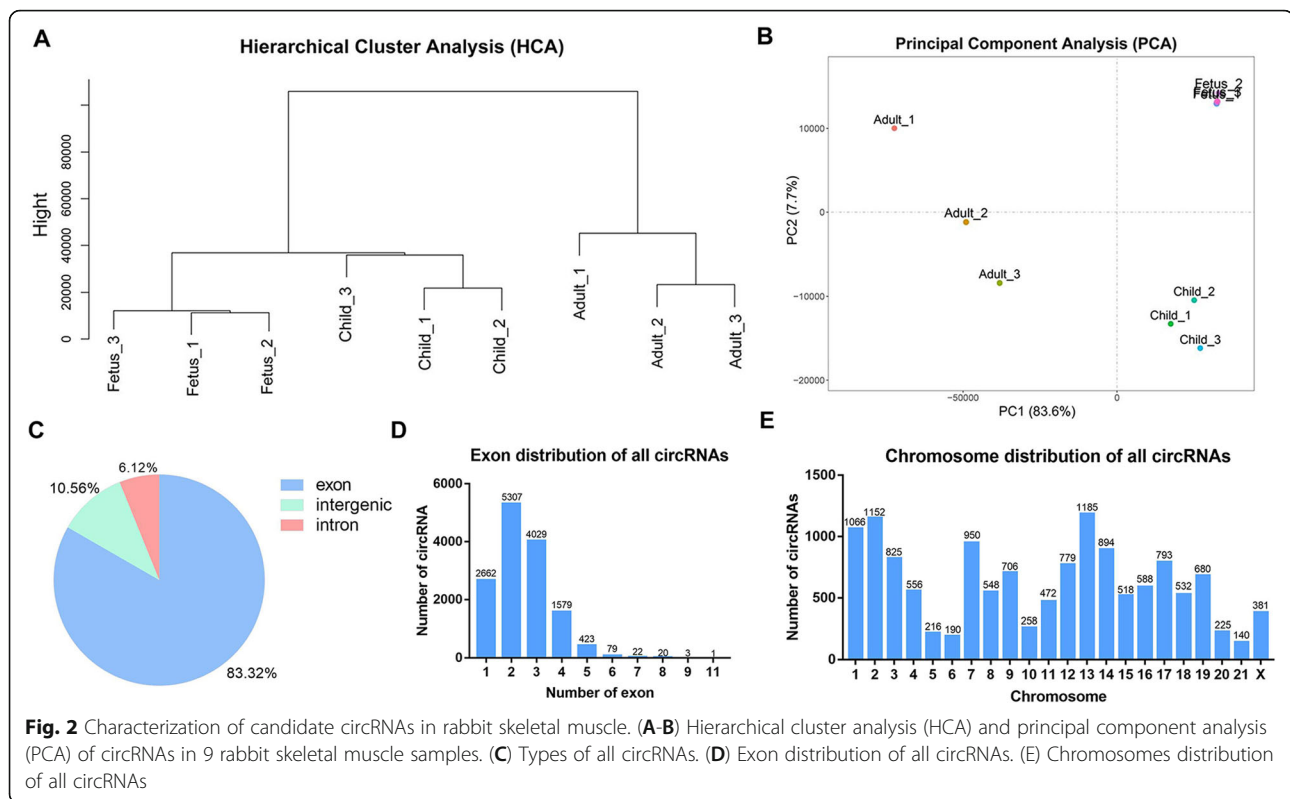 A
Hierarchical Cluster Analysis (HCA)
Hight
0
20000
40000
60000
80000
Fetus_3
Fetus_1
Fetus_2
Child_3
Child_1
Child_2
Adult_1
Adult_2
Adult_3
B
Principal Component Analysis (PCA)
PC2 (7.7%)
10000
0
−10000
−20000
Adult_1
Adult_2
Adult_3
Fetus_2
Fetus_1
Child_2
Child_1
Child_3
−50000
0
PC1 (83.6%)
C
6.12%
10.56%
83.32%
exon
intergenic
intron
D
Exon distribution of all circRNAs
Number of circRNA
6000
4000
2000
0
2662
5307
4029
1579
423
79
22
20
3
1
1 2 3 4 5 6 7 8 9 11
Number of exon
E
Chromosome distribution of all circRNAs
Number of circRNAs
1500
1000
500
0
1066
1152
825
556
216
190
950
548
706
258
472
779
1185
894
518
588
793
532
680
225
140
381
1 2 3 4 5 6 7 8 9 10 11 12 13 14 15 16 17 18 19 20 21 X
Chromosome
Fig. 2 Characterization of candidate circRNAs in rabbit skeletal muscle. (A-B) Hierarchical cluster analysis (HCA) and principal component analysis
(PCA) of circRNAs in 9 rabbit skeletal muscle samples. (C) Types of all circRNAs. (D) Exon distribution of all circRNAs. (E) Chromosomes distribution
of all circRNAs